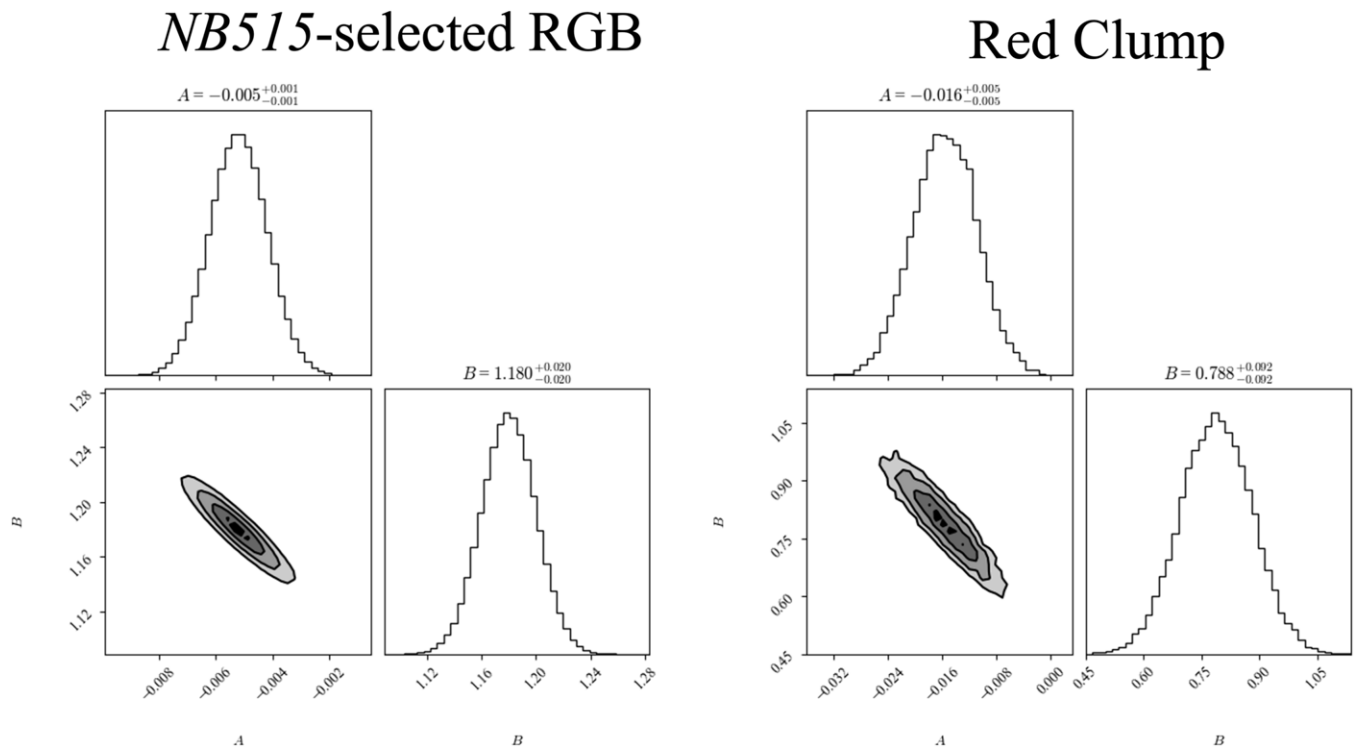 NB515-selected RGB
Red Clump
A = −0.005 +0.001 −0.001
A = −0.016 +0.005 −0.005
B = 1.180 +0.020 −0.020
B = 0.788 +0.092 −0.092
1.28
1.24
1.20
1.16
1.12
B
1.05
0.90
0.75
0.60
0.45
B
−0.008
−0.006
−0.004
−0.002
1.12
1.16
1.20
1.24
1.28
−0.032
−0.024
−0.016
−0.008
0.000
0.45
0.60
0.75
0.90
1.05
A
B
A
B